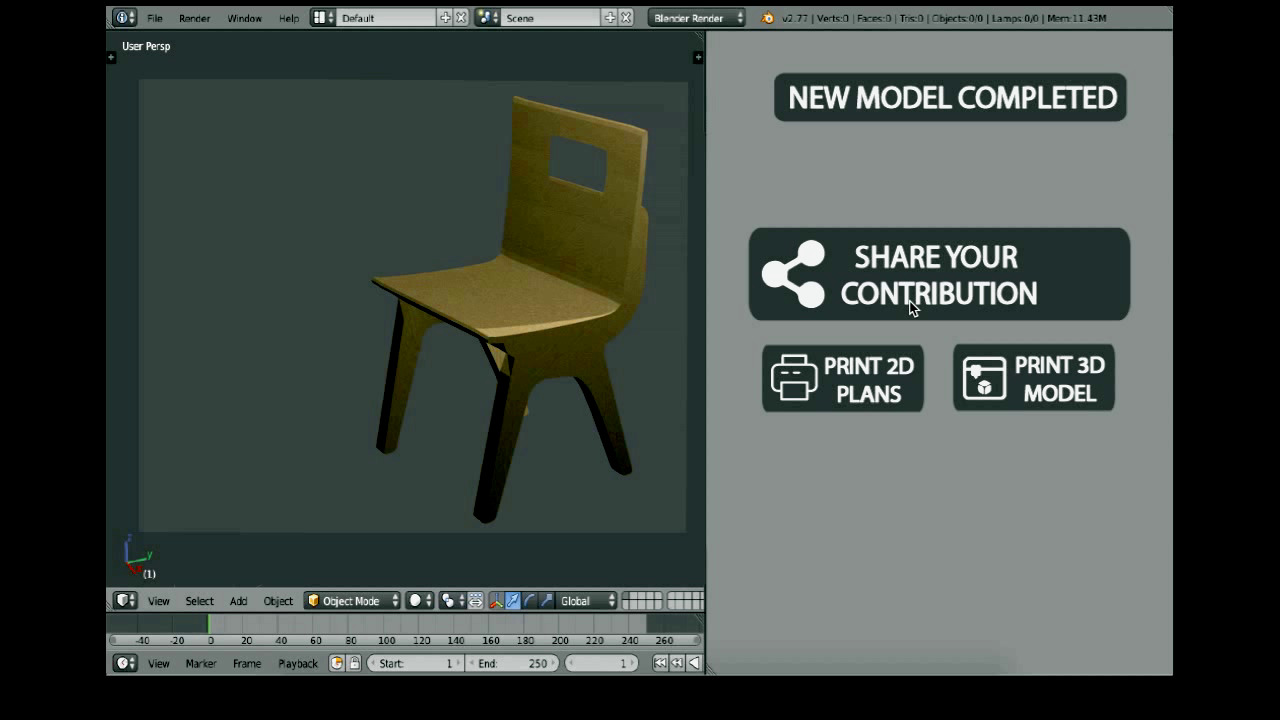 File Render Window Help Default Scene Blender Render v2.77 | Verts:0 | Faces:0 | Tris:0 | Objects:0/0 | Lamps:0/0 | Mem:11.43M
User Persp
NEW MODEL COMPLETED
SHARE YOUR
CONTRIBUTION
PRINT 2D
PLANS
PRINT 3D
MODEL
z
y
x
(1)
View Select Add Object Object Mode Global
-40 -20 0 20 40 60 80 100 120 140 160 180 200 220 240 260
View Marker Frame Playback Start: 1 End: 250 1